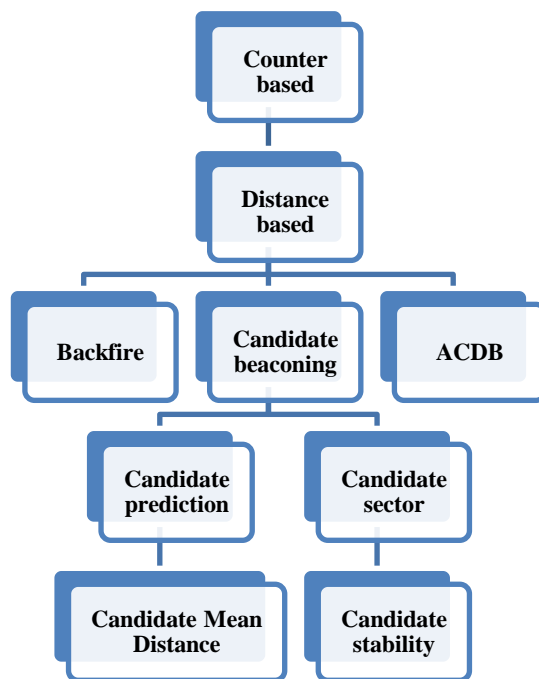 Counter
based
Distance
based
Backfire
Candidate
beaconing
ACDB
Candidate
prediction
Candidate
sector
Candidate Mean
Distance
Candidate
stability